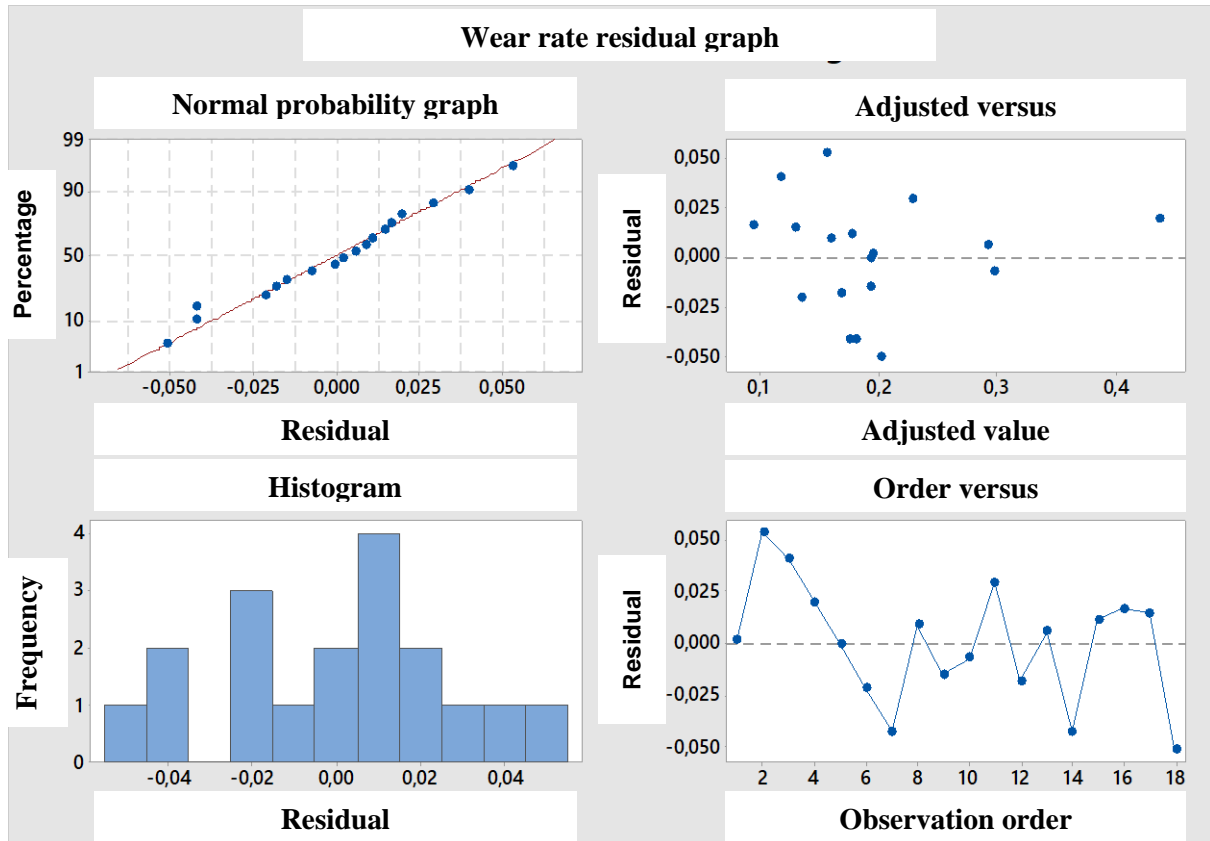 Wear rate residual graph
Normal probability graph
Percentage
99
90
50
10
1
-0,050 -0,025 0,000 0,025 0,050
Residual
Adjusted versus
Residual
0,050
0,025
0,000
-0,025
-0,050
0,1 0,2 0,3 0,4
Adjusted value
Histogram
Frequency
4
3
2
1
0
-0,04 -0,02 0,00 0,02 0,04
Residual
Order versus
Residual
0,050
0,025
0,000
-0,025
-0,050
2 4 6 8 10 12 14 16 18
Observation order